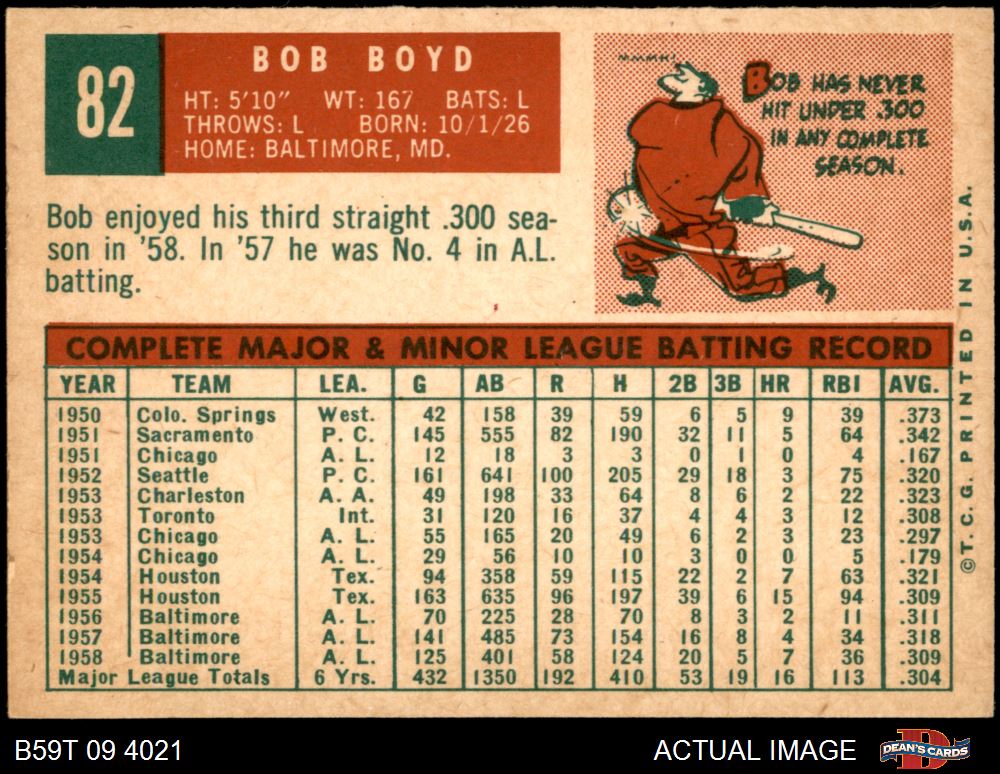 82
BOB BOYD
HT: 5'10" WT: 167 BATS: L
THROWS: L BORN: 10/1/26
HOME: BALTIMORE, MD.
MMMH!
BOB HAS NEVER
HIT UNDER .300
IN ANY COMPLETE
SEASON.
Bob enjoyed his third straight .300 sea-
son in '58. In '57 he was No. 4 in A.L.
batting.
COMPLETE MAJOR & MINOR LEAGUE BATTING RECORD
YEAR TEAM LEA. G AB R H 2B 3B HR RBI AVG.
1950 Colo. Springs West. 42 158 39 59 6 5 9 39 .373
1951 Sacramento P. C. 145 555 82 190 32 11 5 64 .342
1951 Chicago A. L. 12 18 3 3 0 1 0 4 .167
1952 Seattle P. C. 161 641 100 205 29 18 3 75 .320
1953 Charleston A. A. 49 198 33 64 8 6 2 22 .323
1953 Toronto Int. 31 120 16 37 4 4 3 12 .308
1953 Chicago A. L. 55 165 20 49 6 2 3 23 .297
1954 Chicago A. L. 29 56 10 10 3 0 0 5 .179
1954 Houston Tex. 94 358 59 115 22 2 7 63 .321
1955 Houston Tex. 163 635 96 197 39 6 15 94 .309
1956 Baltimore A. L. 70 225 28 70 8 3 2 11 .311
1957 Baltimore A. L. 141 485 73 154 16 8 4 34 .318
1958 Baltimore A. L. 125 401 58 124 20 5 7 36 .309
Major League Totals 6 Yrs. 432 1350 192 410 53 19 16 113 .304
©T. C. G. PRINTED IN U.S.A.
B59T 09 4021
ACTUAL IMAGE
DEAN'S CARDS